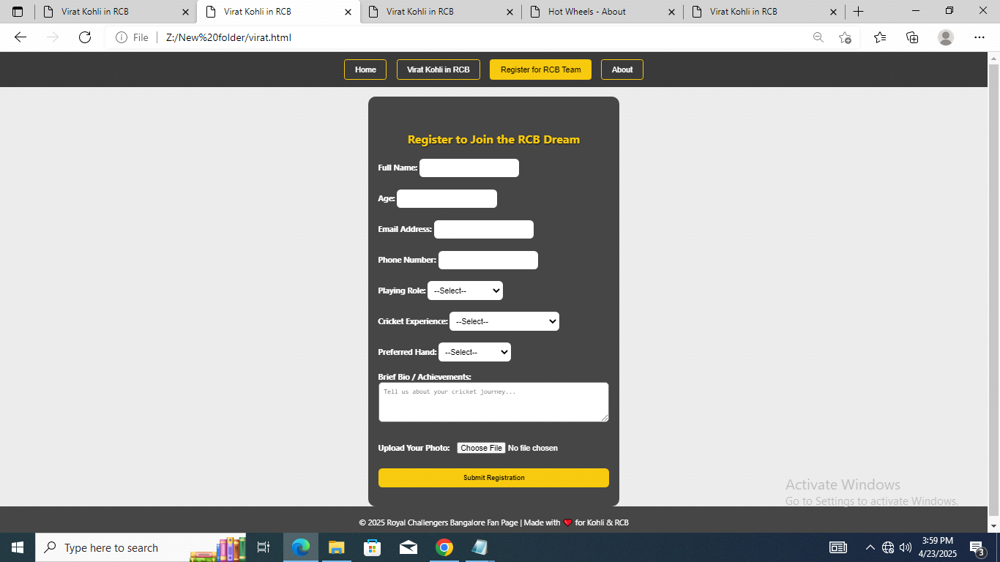 Virat Kohli in RCB
Virat Kohli in RCB
Virat Kohli in RCB
Hot Wheels - About
Virat Kohli in RCB
File
Z:/New%20folder/virat.html
Home
Virat Kohli in RCB
Register for RCB Team
About
Register to Join the RCB Dream
Full Name:
Age:
Email Address:
Phone Number:
Playing Role: --Select--
Cricket Experience: --Select--
Preferred Hand: --Select--
Brief Bio / Achievements:
Tell us about your cricket journey...
Upload Your Photo: Choose File No file chosen
Submit Registration
Activate Windows
Go to Settings to activate Windows.
© 2025 Royal Challengers Bangalore Fan Page | Made with ❤️ for Kohli & RCB
Type here to search
3:59 PM
4/23/2025
3